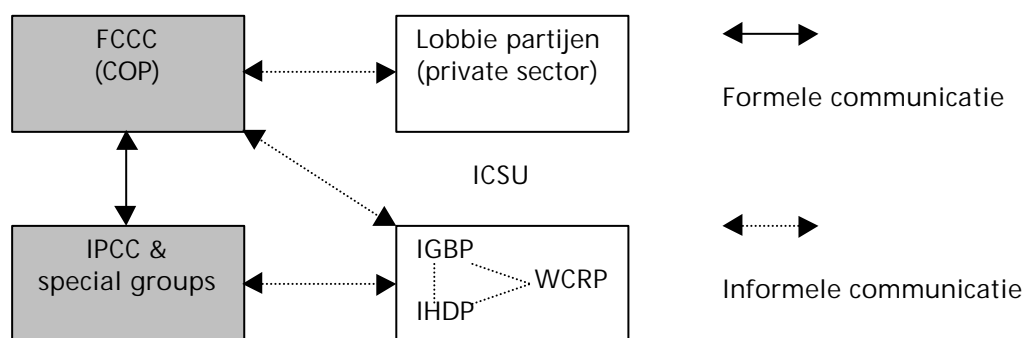 FCCC
(COP)
Lobbie partijen
(private sector)
Formele communicatie
ICSU
IPCC &
special groups
IGBP
WCRP
IHDP
Informele communicatie